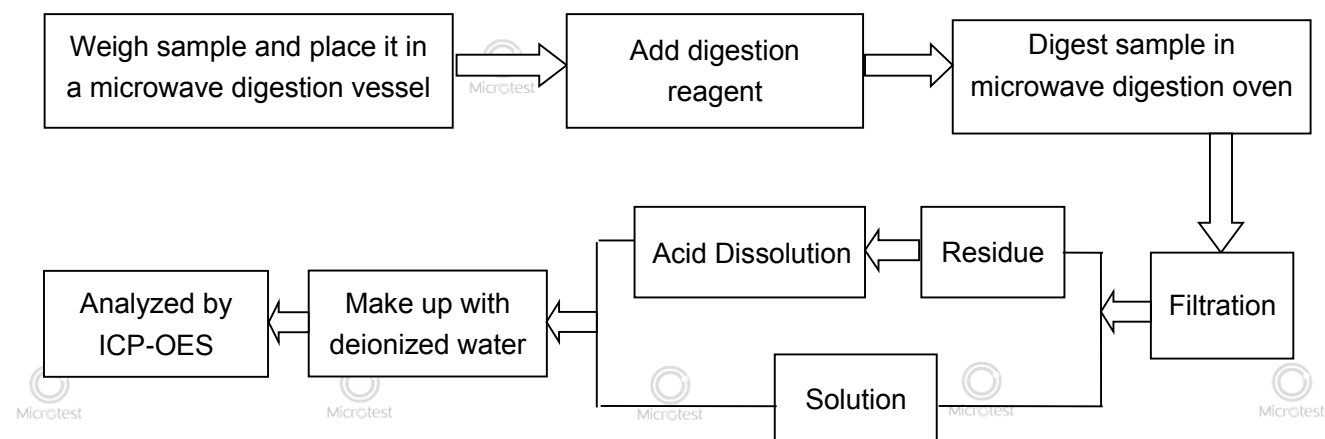 Weigh sample and place it in
a microwave digestion vessel
Add digestion
reagent
Digest sample in
microwave digestion oven
Microtest
Filtration
Residue
Acid Dissolution
Solution
Make up with
deionized water
Analyzed by
ICP-OES
Microtest
Microtest
Microtest
Microtest
Microtest